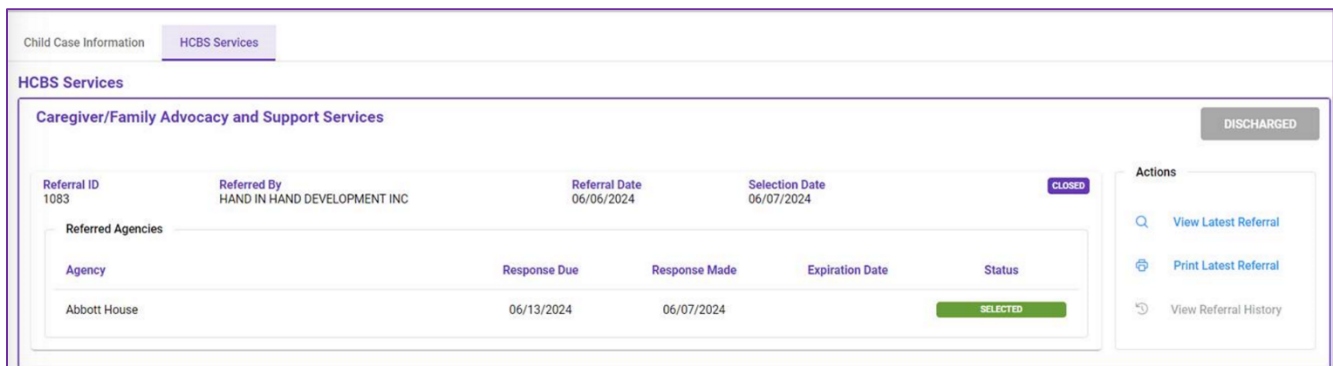 Child Case Information HCBS Services
HCBS Services
Caregiver/Family Advocacy and Support Services DISCHARGED
Referral ID Referred By Referral Date Selection Date CLOSED
1083 HAND IN HAND DEVELOPMENT INC 06/06/2024 06/07/2024
Referred Agencies
Agency Response Due Response Made Expiration Date Status
Abbott House 06/13/2024 06/07/2024 SELECTED
Actions
View Latest Referral
Print Latest Referral
View Referral History